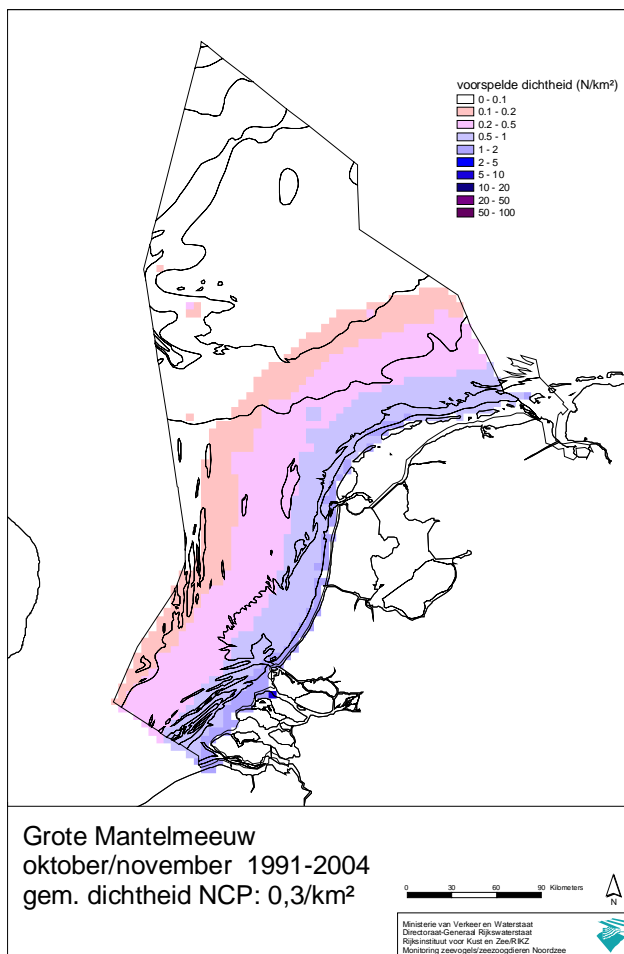 voorspelde dichtheid (N/km²)
0 - 0.1
0.1 - 0.2
0.2 - 0.5
0.5 - 1
1 - 2
2 - 5
5 - 10
10 - 20
20 - 50
50 - 100
Grote Mantelmeeuw
oktober/november 1991-2004
gem. dichtheid NCP: 0,3/km²
0 30 60 90 Kilometers
N
Ministerie van Verkeer en Waterstaat
Directoraat-Generaal Rijkswaterstaat
Rijksinstituut voor Kust en Zee/RIKZ
Monitoring zeevogels/zeezoogdieren Noordzee